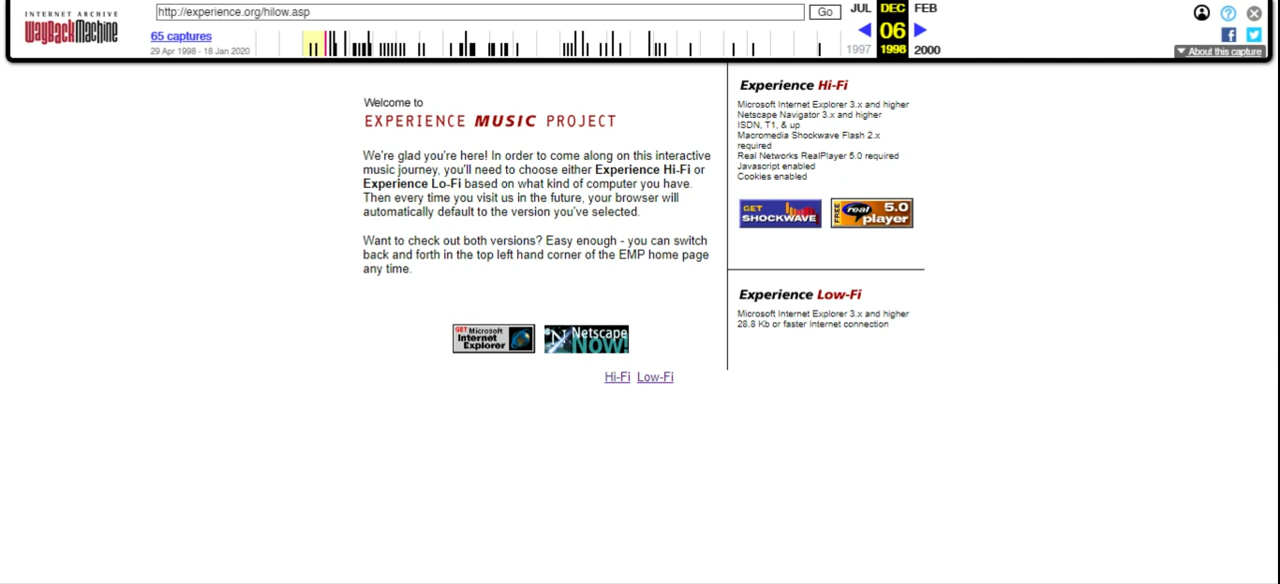 INTERNET ARCHIVE
WayBackMachine
http://experience.org/hilow.asp
Go
65 captures
29 Apr 1998 - 18 Jan 2020
JUL DEC FEB
06
1997 1998 2000
About this capture
Welcome to
EXPERIENCE MUSIC PROJECT
We're glad you're here! In order to come along on this interactive
music journey, you'll need to choose either Experience Hi-Fi or
Experience Lo-Fi based on what kind of computer you have.
Then every time you visit us in the future, your browser will
automatically default to the version you've selected.
Want to check out both versions? Easy enough - you can switch
back and forth in the top left hand corner of the EMP home page
any time.
GET Microsoft
Internet
Explorer
N Netscape
NOW!
Hi-Fi Low-Fi
Experience Hi-Fi
Microsoft Internet Explorer 3.x and higher
Netscape Navigator 3.x and higher
ISDN, T1, & up
Macromedia Shockwave Flash 2.x
required
Real Networks RealPlayer 5.0 required
Javascript enabled
Cookies enabled
GET
SHOCKWAVE
FREE real 5.0
player
Experience Low-Fi
Microsoft Internet Explorer 3.x and higher
28.8 Kb or faster Internet connection